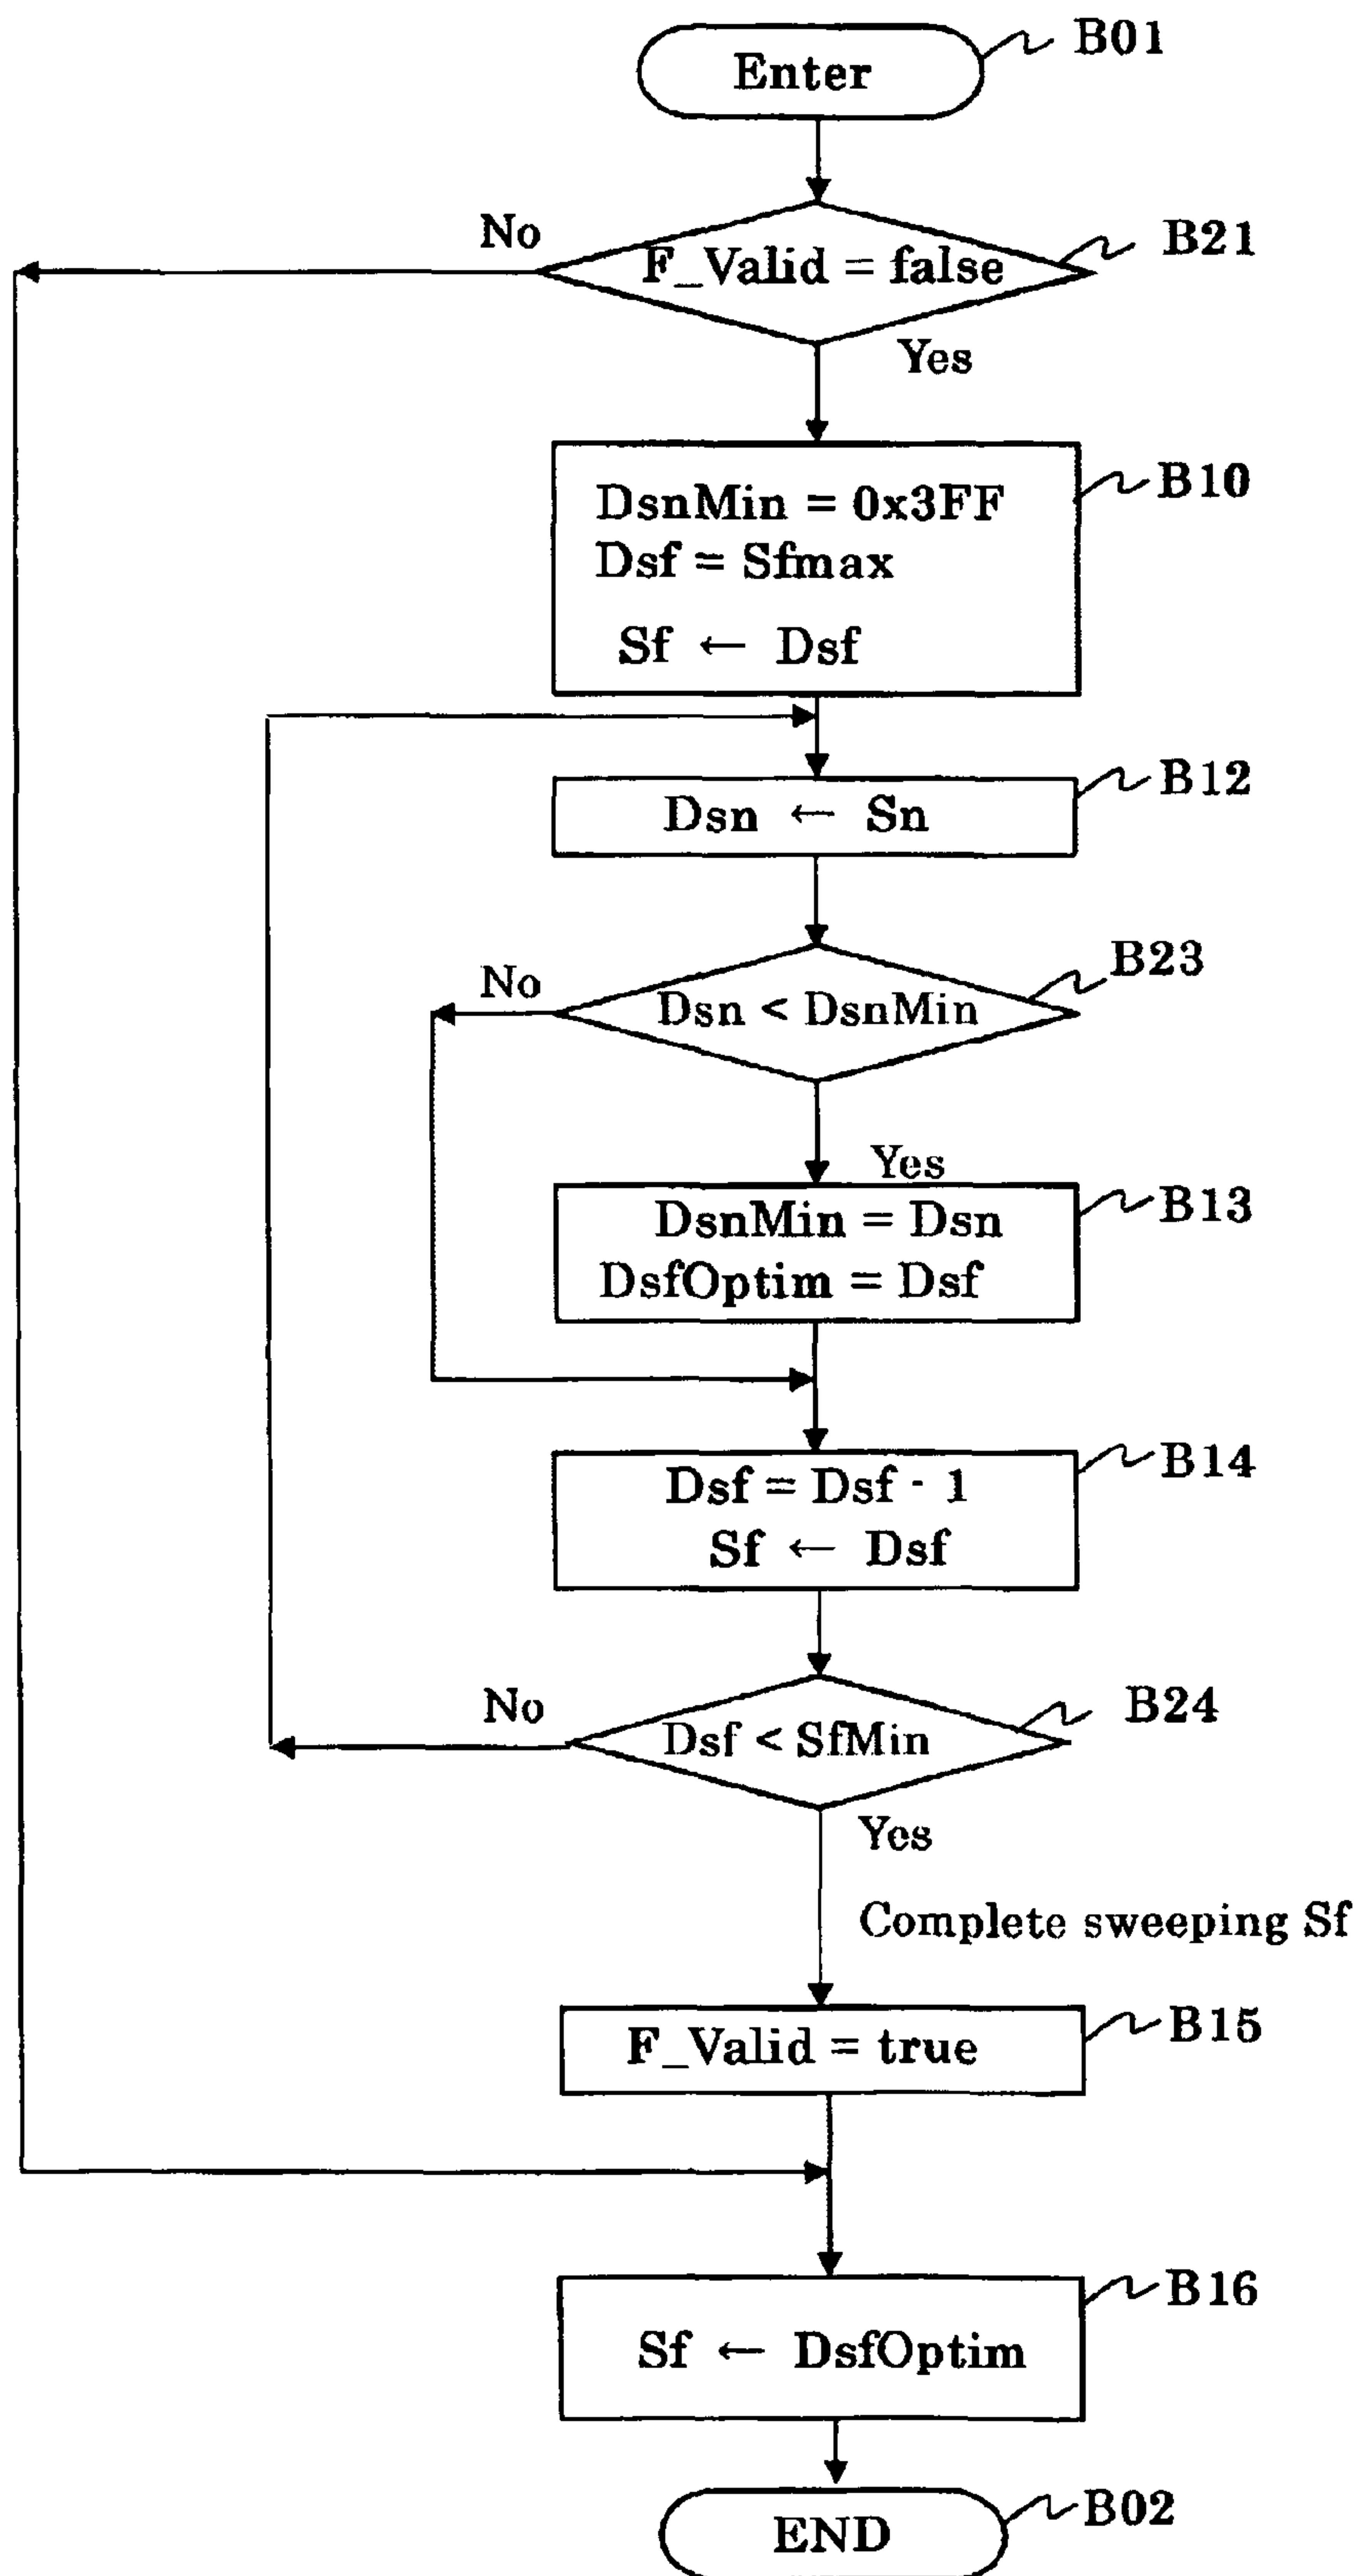 Enter
B01
No
F_Valid = false
B21
Yes
DsnMin = 0x3FF
Dsf = Sfmax
Sf ← Dsf
B10
Dsn ← Sn
B12
No
Dsn < DsnMin
B23
Yes
DsnMin = Dsn
DsfOptim = Dsf
B13
Dsf = Dsf - 1
Sf ← Dsf
B14
No
Dsf < SfMin
B24
Yes
Complete sweeping Sf
F_Valid = true
B15
Sf ← DsfOptim
B16
END
B02